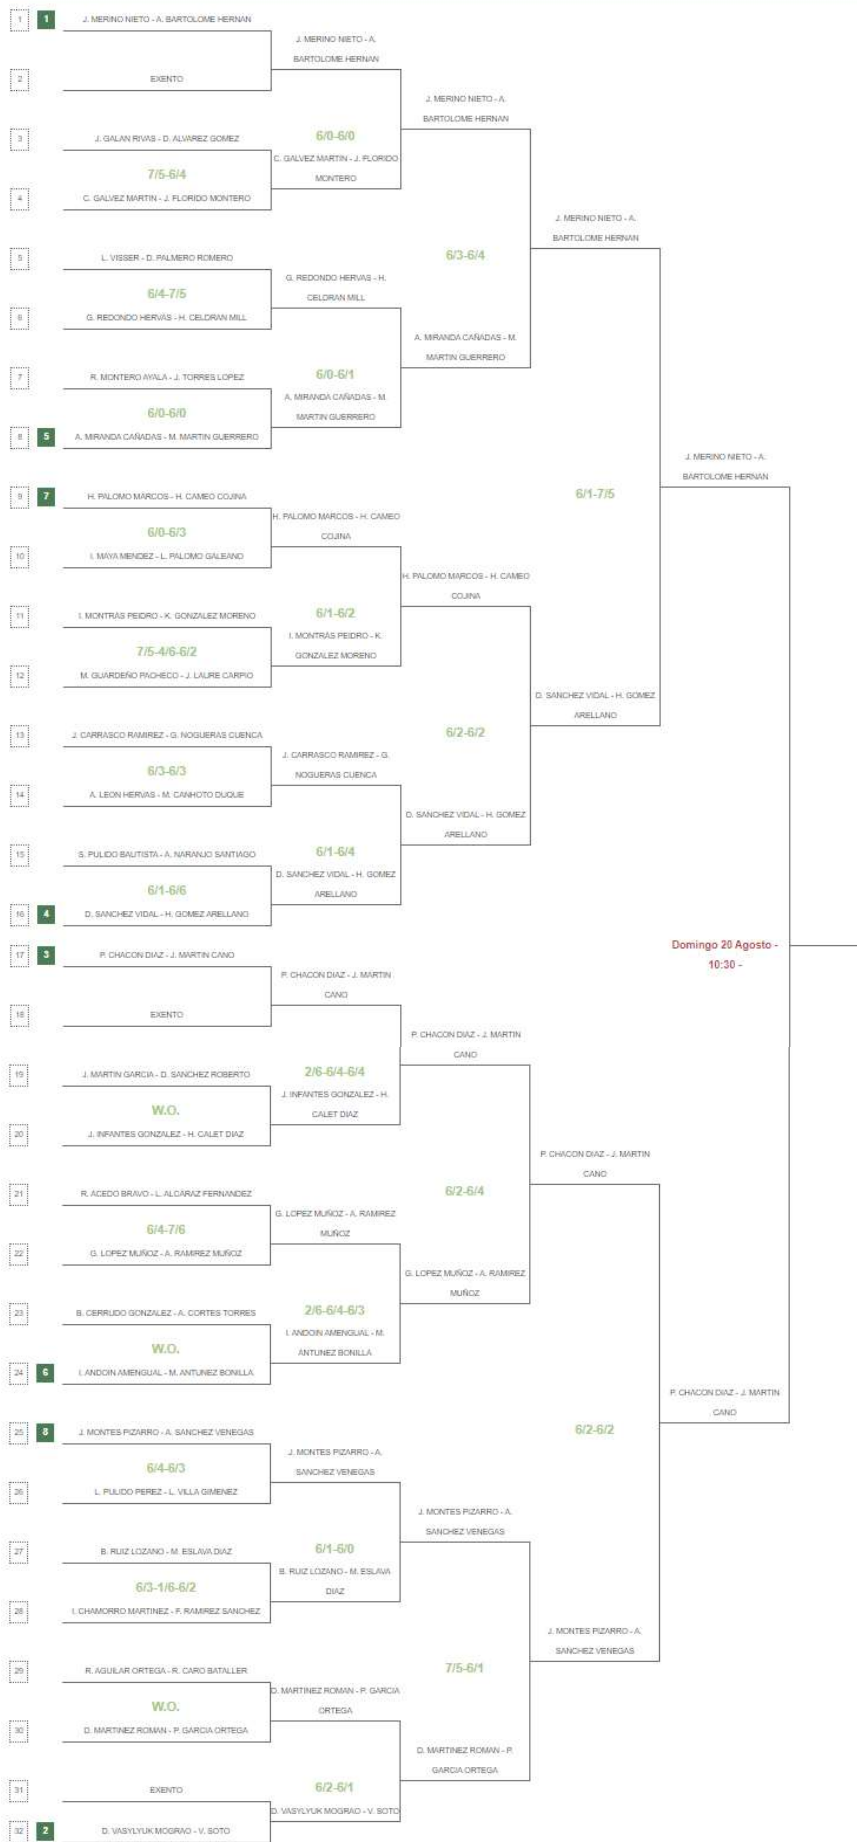 1 1 J. MERINO NIETO - A. BARTOLOME HERNAN
J. MERINO NIETO - A.
BARTOLOME HERNAN
2 EXENTO
J. MERINO NIETO - A.
BARTOLOME HERNAN
3 J. GALAN RIVAS - D. ALVAREZ GOMEZ
6/0-6/0
C. GALVEZ MARTIN - J. FLORIDO
MONTERO
7/5-6/4
4 C. GALVEZ MARTIN - J. FLORIDO MONTERO
J. MERINO NIETO - A.
BARTOLOME HERNAN
6/3-6/4
5 L. VISSER - D. PALMERO ROMERO
G. REDONDO HERVAS - H.
CELDRAN MILL
6/4-7/5
6 G. REDONDO HERVAS - H. CELDRAN MILL
A. MIRANDA CAÑADAS - M.
MARTIN GUERRERO
7 R. MONTERO AYALA - J. TORRES LOPEZ
6/0-6/1
A. MIRANDA CAÑADAS - M.
MARTIN GUERRERO
6/0-6/0
8 5 A. MIRANDA CAÑADAS - M. MARTIN GUERRERO
J. MERINO NIETO - A.
BARTOLOME HERNAN
6/1-7/5
9 7 H. PALOMO MARCOS - H. CAMEO COJINA
H. PALOMO MARCOS - H. CAMEO
COJINA
6/0-6/3
10 I. MAYA MENDEZ - L. PALOMO GALEANO
H. PALOMO MARCOS - H. CAMEO
COJINA
11 I. MONTRAS PEIDRO - K. GONZALEZ MORENO
6/1-6/2
I. MONTRAS PEIDRO - K.
GONZALEZ MORENO
7/5-4/6-6/2
12 M. GUARDEÑO PACHECO - J. LAURE CARPIO
D. SANCHEZ VIDAL - H. GOMEZ
ARELLANO
6/2-6/2
13 J. CARRASCO RAMIREZ - G. NOGUERAS CUENCA
J. CARRASCO RAMIREZ - G.
NOGUERAS CUENCA
6/3-6/3
14 A. LEON HERVAS - M. CANHOTO DUQUE
D. SANCHEZ VIDAL - H. GOMEZ
ARELLANO
15 S. PULIDO BAUTISTA - A. NARANJO SANTIAGO
6/1-6/4
D. SANCHEZ VIDAL - H. GOMEZ
ARELLANO
6/1-6/6
16 4 D. SANCHEZ VIDAL - H. GOMEZ ARELLANO
Domingo 20 Agosto -
10:30 -
17 3 P. CHACON DIAZ - J. MARTIN CANO
P. CHACON DIAZ - J. MARTIN
CANO
18 EXENTO
P. CHACON DIAZ - J. MARTIN
CANO
19 J. MARTIN GARCIA - D. SANCHEZ ROBERTO
2/6-6/4-6/4
J. INFANTES GONZALEZ - H.
CALET DIAZ
W.O.
20 J. INFANTES GONZALEZ - H. CALET DIAZ
P. CHACON DIAZ - J. MARTIN
CANO
6/2-6/4
21 R. ACEDO BRAVO - L. ALCARAZ FERNANDEZ
G. LOPEZ MUÑOZ - A. RAMIREZ
MUÑOZ
6/4-7/6
22 G. LOPEZ MUÑOZ - A. RAMIREZ MUÑOZ
G. LOPEZ MUÑOZ - A. RAMIREZ
MUÑOZ
23 B. CERRUDO GONZALEZ - A. CORTES TORRES
2/6-6/4-6/3
I. ANDOIN AMENGUAL - M.
ANTUNEZ BONILLA
W.O.
24 6 I. ANDOIN AMENGUAL - M. ANTUNEZ BONILLA
P. CHACON DIAZ - J. MARTIN
CANO
6/2-6/2
25 8 J. MONTES PIZARRO - A. SANCHEZ VENEGAS
J. MONTES PIZARRO - A.
SANCHEZ VENEGAS
6/4-6/3
26 L. PULIDO PEREZ - L. VILLA GIMENEZ
J. MONTES PIZARRO - A.
SANCHEZ VENEGAS
27 B. RUIZ LOZANO - M. ESLAVA DIAZ
6/1-6/0
B. RUIZ LOZANO - M. ESLAVA
DIAZ
6/3-1/6-6/2
28 I. CHAMORRO MARTINEZ - P. RAMIREZ SANCHEZ
J. MONTES PIZARRO - A.
SANCHEZ VENEGAS
7/5-6/1
29 R. AGUILAR ORTEGA - R. CARO BATALLER
D. MARTINEZ ROMAN - P. GARCIA
ORTEGA
W.O.
30 D. MARTINEZ ROMAN - P. GARCIA ORTEGA
D. MARTINEZ ROMAN - P.
GARCIA ORTEGA
31 EXENTO
6/2-6/1
D. VASYLYUK MOGRAO - V. SOTO
32 2 D. VASYLYUK MOGRAO - V. SOTO